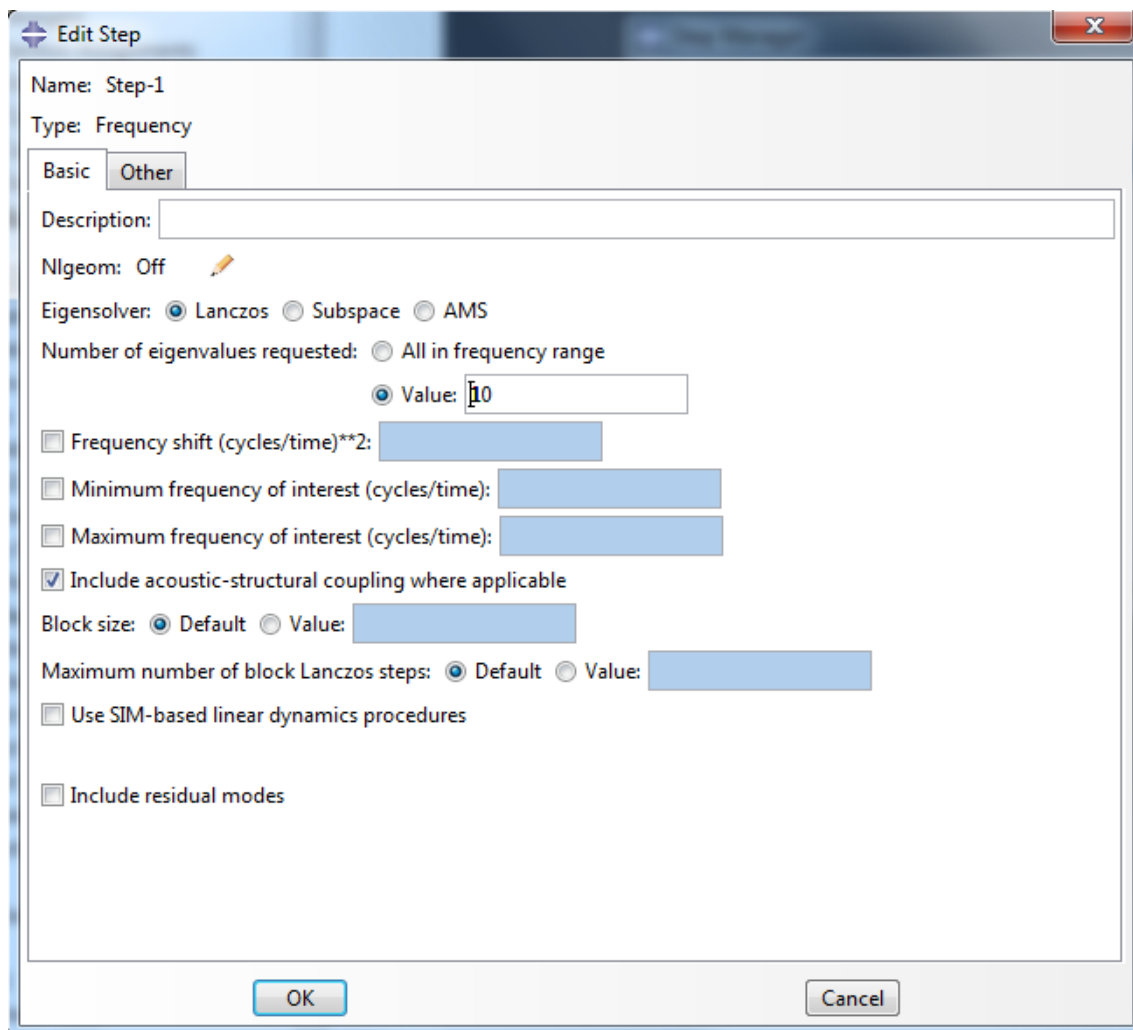 Edit Step
Name: Step-1
Type: Frequency
Basic Other
Description:
Nlgeom: Off
Eigensolver: Lanczos Subspace AMS
Number of eigenvalues requested: All in frequency range
Value: 10
Frequency shift (cycles/time)**2:
Minimum frequency of interest (cycles/time):
Maximum frequency of interest (cycles/time):
Include acoustic-structural coupling where applicable
Block size: Default Value:
Maximum number of block Lanczos steps: Default Value:
Use SIM-based linear dynamics procedures
Include residual modes
OK Cancel